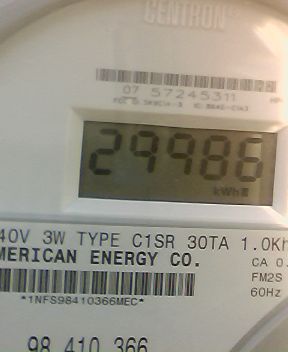 CENTRON
07 57245311
29986
kWh
40V 3W TYPE C1SR 30TA 1.0Kh
MERICAN ENERGY CO.
CA 0.
FM2S
60Hz
*1NFS98410366MEC*
98 410 366